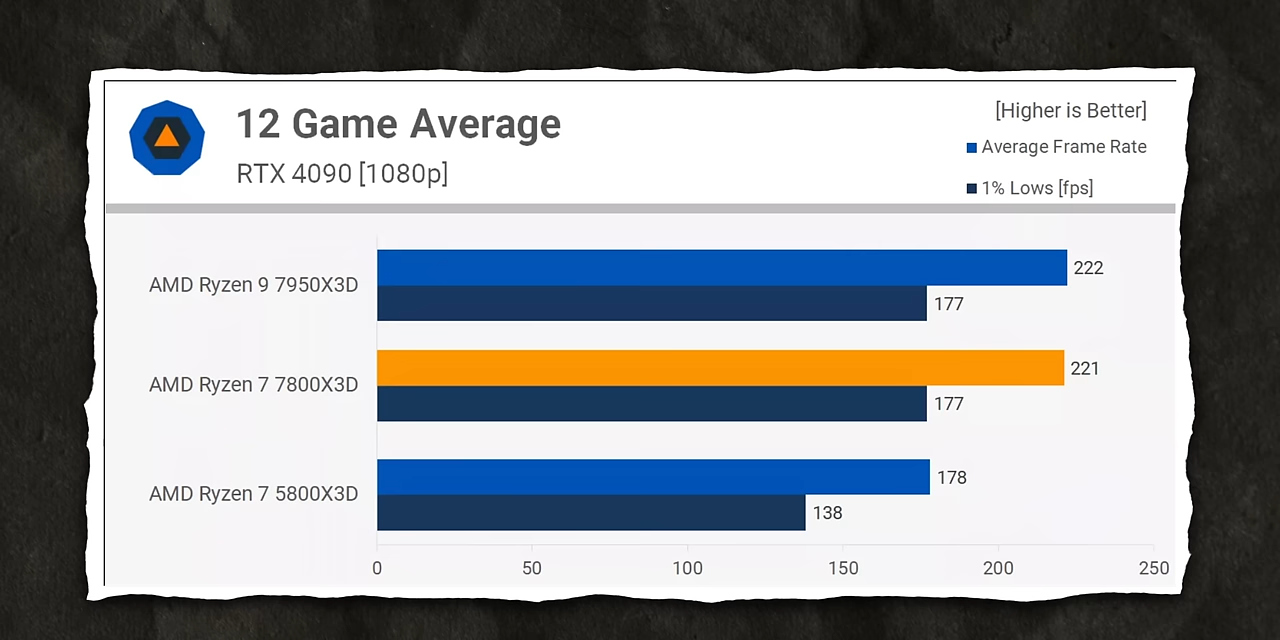 12 Game Average
RTX 4090 [1080p]
[Higher is Better]
Average Frame Rate
1% Lows [fps]
AMD Ryzen 9 7950X3D
222
177
AMD Ryzen 7 7800X3D
221
177
AMD Ryzen 7 5800X3D
178
138
0 50 100 150 200 250